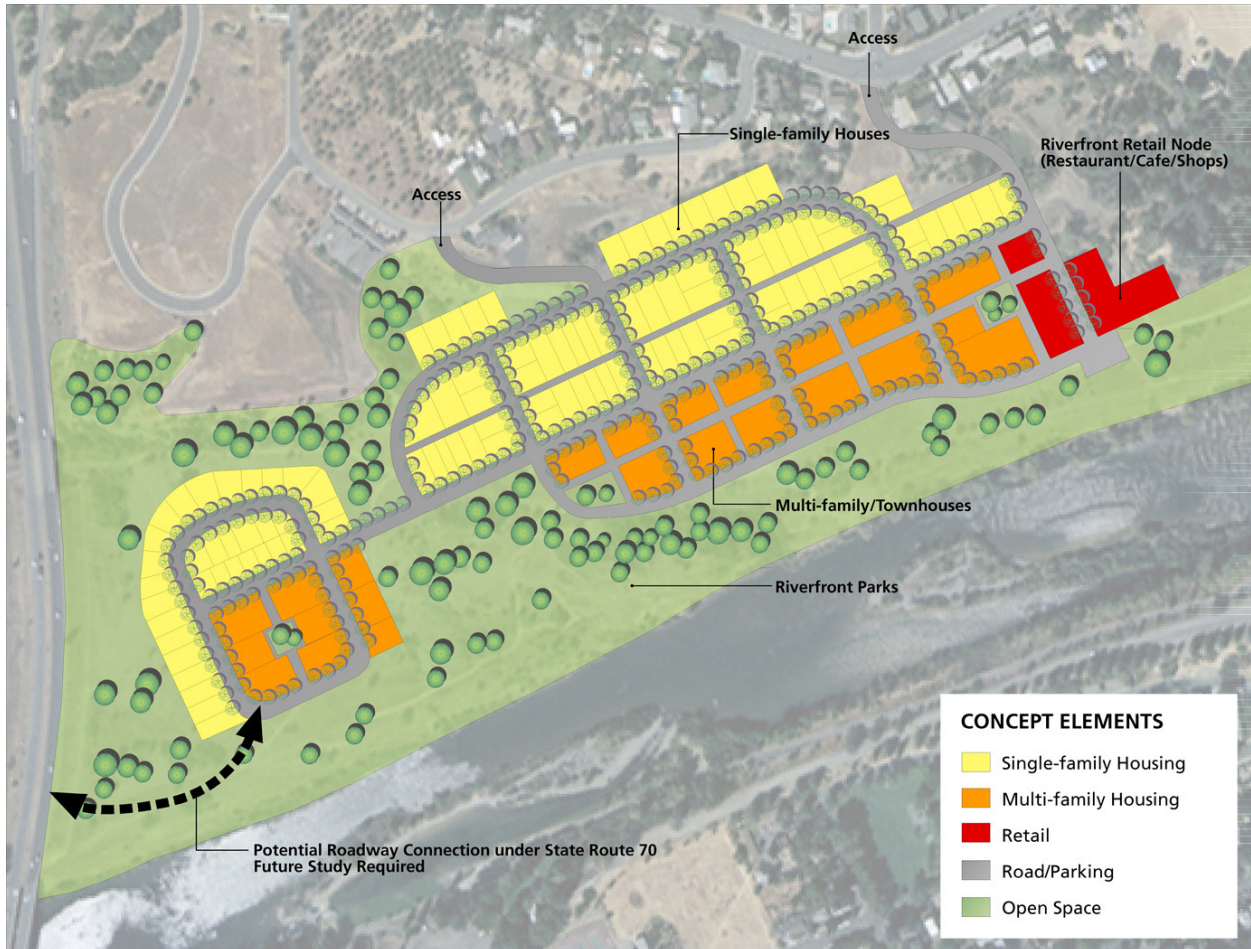 Access
Single-family Houses
Riverfront Retail Node
(Restaurant/Cafe/Shops)
Access
Multi-family/Townhouses
Riverfront Parks
Potential Roadway Connection under State Route 70
Future Study Required
CONCEPT ELEMENTS
Single-family Housing
Multi-family Housing
Retail
Road/Parking
Open Space